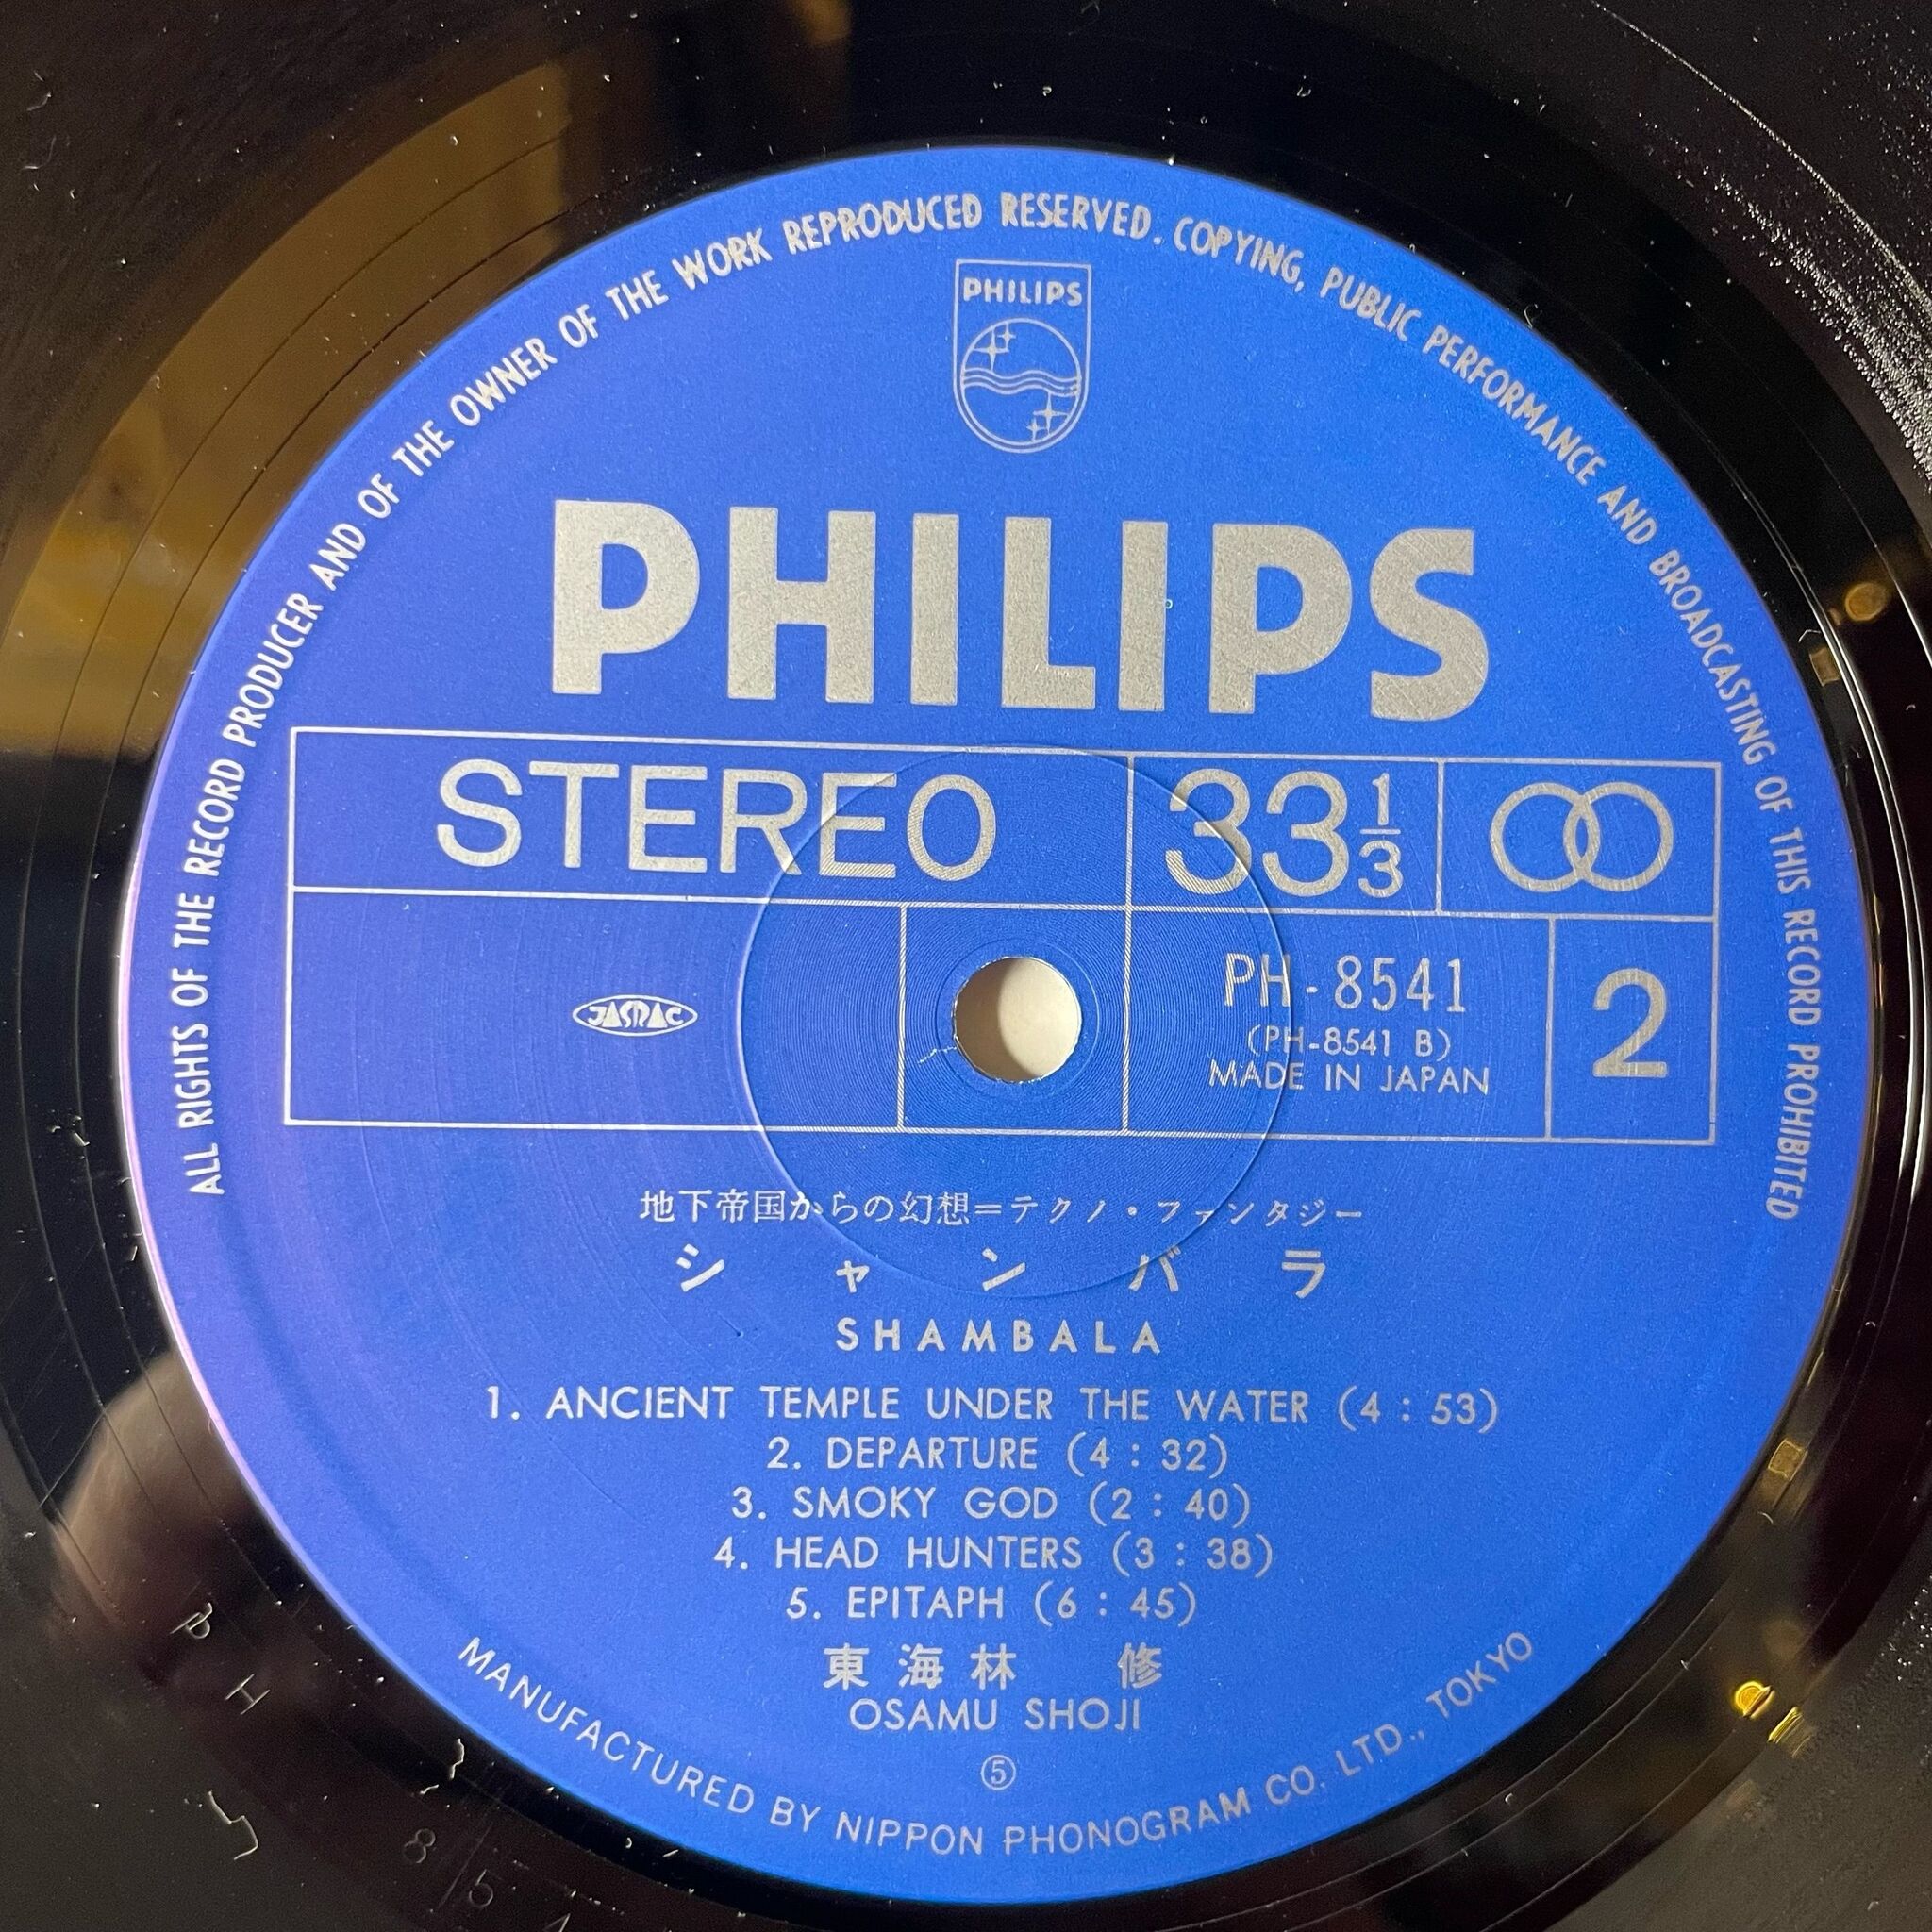 ALL RIGHTS OF THE RECORD PRODUCER AND OF THE OWNER OF THE WORK REPRODUCED RESERVED. COPYING, PUBLIC PERFORMANCE AND BROADCASTING OF THIS RECORD PROHIBITED
PHILIPS
PHILIPS
STEREO 33 1/3
JASRAC
PH-8541
(PH-8541 B)
MADE IN JAPAN
2
地下帝国からの幻想＝テクノ・ファンタジー
シャンバラ
SHAMBALA
1. ANCIENT TEMPLE UNDER THE WATER (4 : 53)
2. DEPARTURE (4 : 32)
3. SMOKY GOD (2 : 40)
4. HEAD HUNTERS (3 : 38)
5. EPITAPH (6 : 45)
東海林 修
OSAMU SHOJI
⑤
MANUFACTURED BY NIPPON PHONOGRAM CO. LTD., TOKYO
P H
8 5